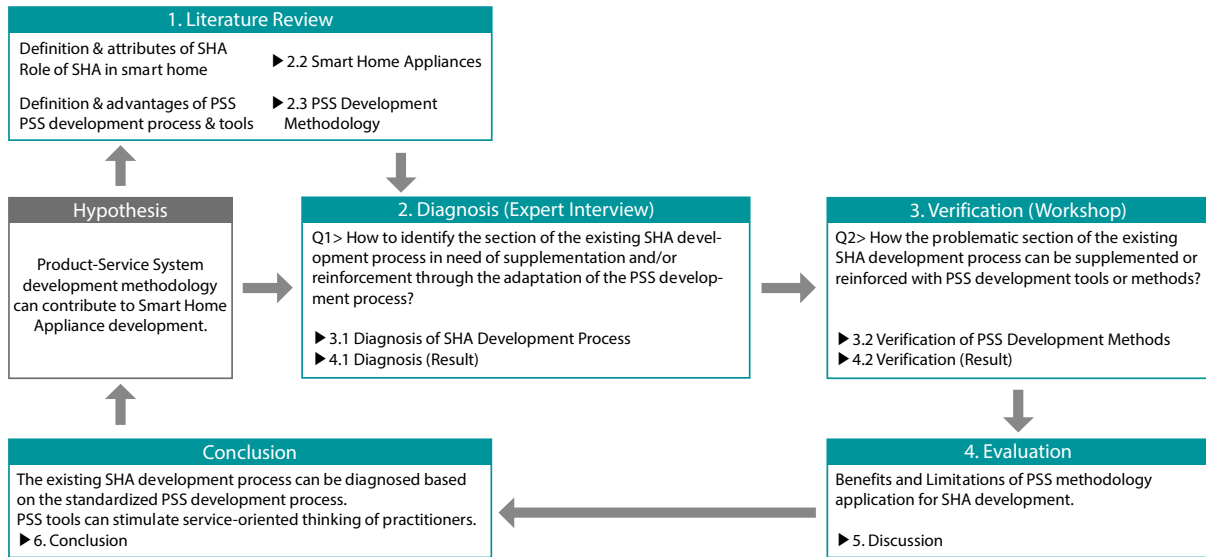 1. Literature Review
Definition & attributes of SHA
Role of SHA in smart home
▶ 2.2 Smart Home Appliances
Definition & advantages of PSS
PSS development process & tools
▶ 2.3 PSS Development
Methodology
Hypothesis
Product-Service System
development methodology
can contribute to Smart Home
Appliance development.
2. Diagnosis (Expert Interview)
Q1> How to identify the section of the existing SHA devel-
opment process in need of supplementation and/or
reinforcement through the adaptation of the PSS develop-
ment process?
▶ 3.1 Diagnosis of SHA Development Process
▶ 4.1 Diagnosis (Result)
3. Verification (Workshop)
Q2> How the problematic section of the existing
SHA development process can be supplemented or
reinforced with PSS development tools or methods?
▶ 3.2 Verification of PSS Development Methods
▶ 4.2 Verification (Result)
Conclusion
The existing SHA development process can be diagnosed based
on the standardized PSS development process.
PSS tools can stimulate service-oriented thinking of practitioners.
▶ 6. Conclusion
4. Evaluation
Benefits and Limitations of PSS methodology
application for SHA development.
▶ 5. Discussion